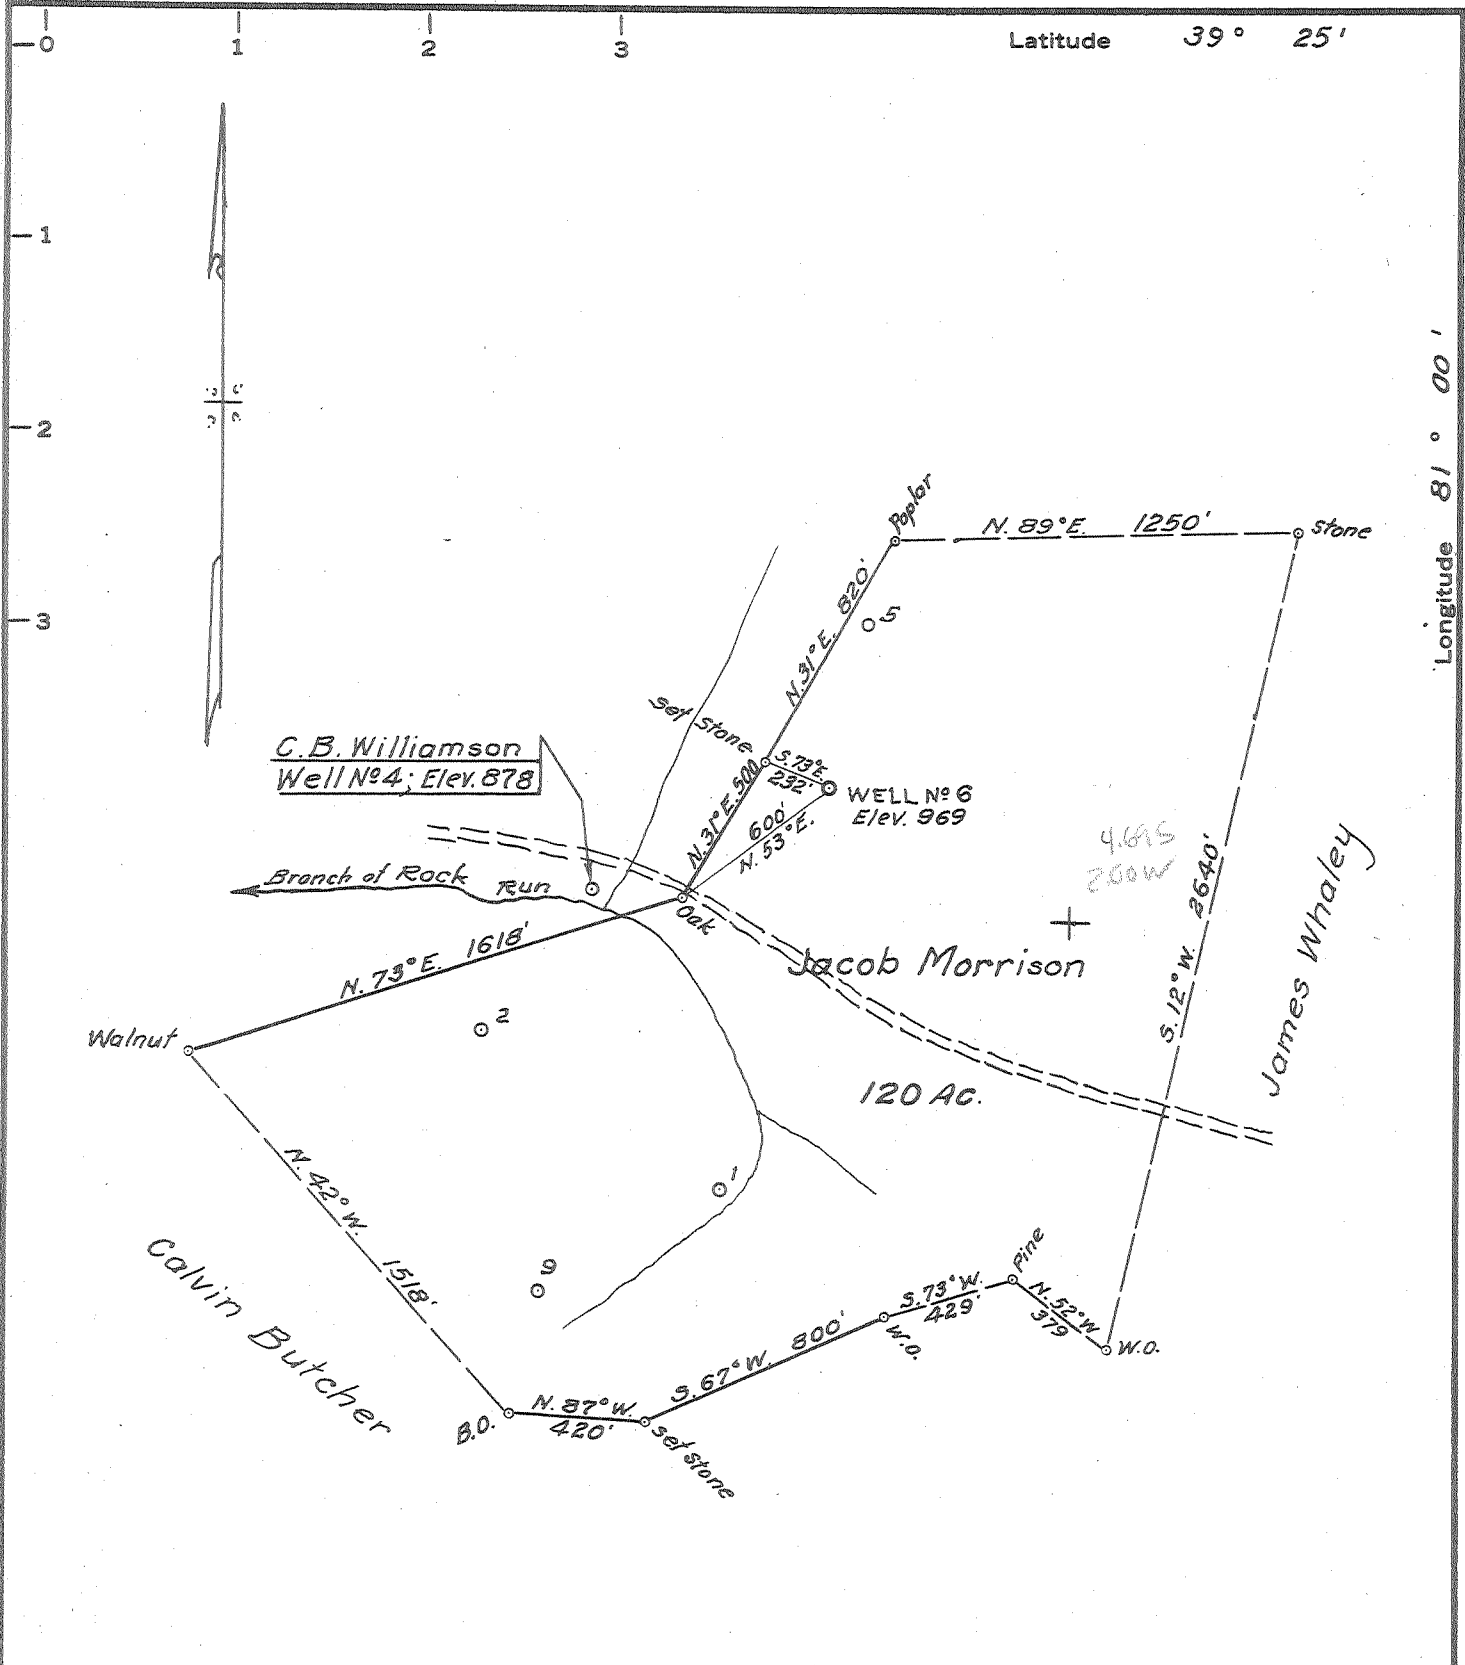 0
1
2
3
Latitude 39° 25'
1
2
3
Longitude 81° 00'
Poplar
N. 89° E. 1250'
Stone
N. 31° E. 820'
5
Set Stone
S. 73° E.
232'
C.B. Williamson
Well Nº 4; Elev. 878
N. 31° E. 500
600'
N. 53° E.
WELL Nº 6
Elev. 969
Branch of Rock Run
Oak
N. 73° E. 1618'
Jacob Morrison
S. 12° W. 2640'
James Whaley
Walnut
2
120 Ac.
N. 42° W. 1518'
1
9
Calvin Butcher
Pine
S. 73° W.
429'
N. 52° W
379
W.O.
W.O.
S. 67° W. 800'
N. 87° W.
420'
B.O.
Set Stone